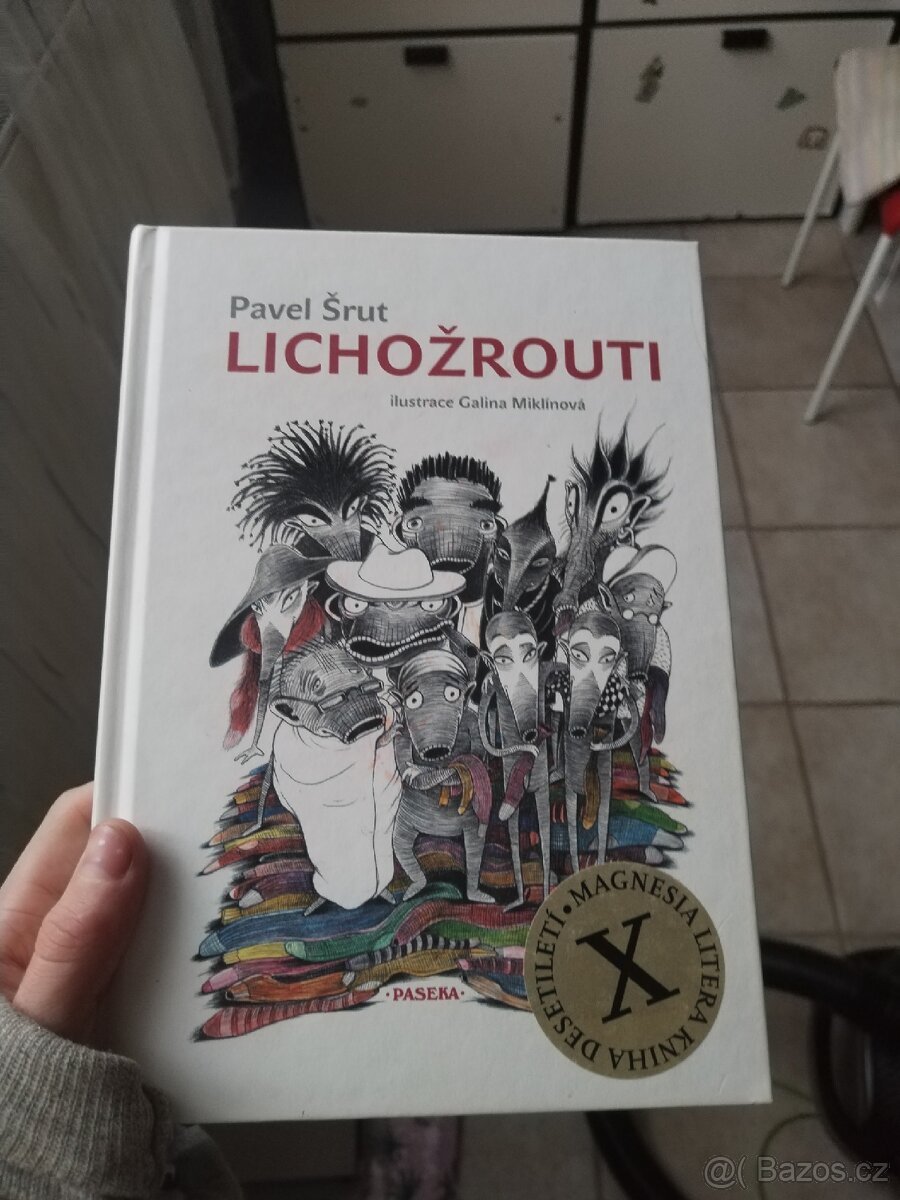 Pavel Šrut
LICHOŽROUTI
ilustrace Galina Miklínová
·PASEKA·
MAGNESIA LITERA KNIHA DESETILETÍ •
X
@( Bazos.cz